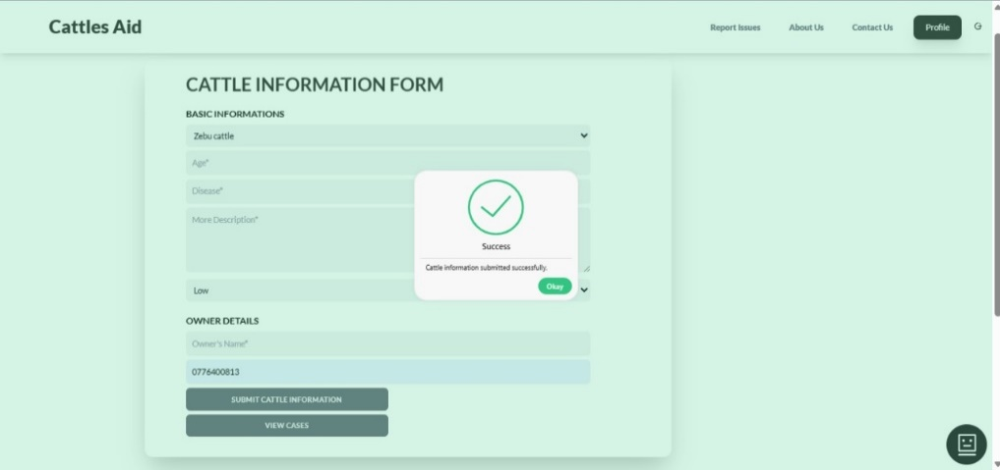 Cattles Aid
Report Issues About Us Contact Us Profile
CATTLE INFORMATION FORM
BASIC INFORMATIONS
Zebu cattle
Age*
Disease*
More Description*
Success
Cattle information submitted successfully.
Okay
Low
OWNER DETAILS
Owner's Name*
0776400813
SUBMIT CATTLE INFORMATION
VIEW CASES